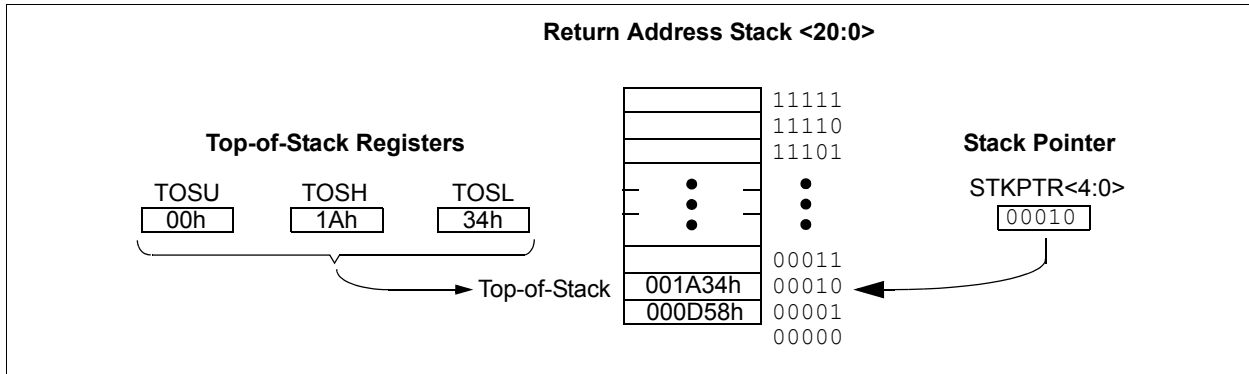 Return Address Stack <20:0>
11111
11110
11101
Top-of-Stack Registers
Stack Pointer
TOSU TOSH TOSL
00h 1Ah 34h
STKPTR<4:0>
00010
00011
Top-of-Stack 001A34h 00010
000D58h 00001
00000